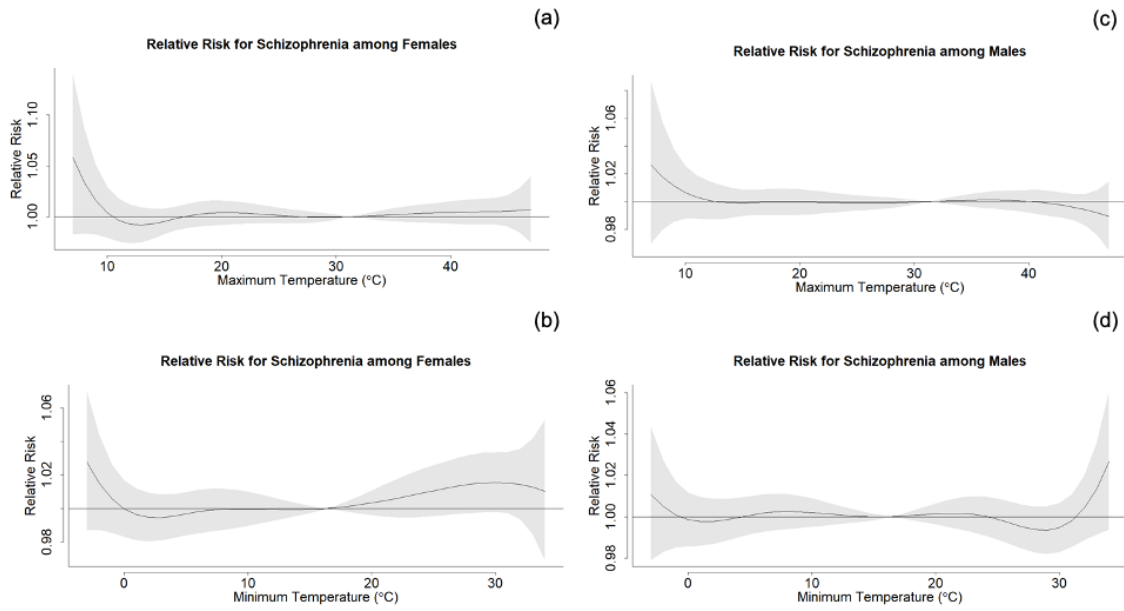 (a)
Relative Risk for Schizophrenia among Females
Relative Risk
1.10
1.05
1.00
10 20 30 40
Maximum Temperature (°C)
(c)
Relative Risk for Schizophrenia among Males
Relative Risk
1.06
1.02
0.98
10 20 30 40
Maximum Temperature (°C)
(b)
Relative Risk for Schizophrenia among Females
Relative Risk
1.06
1.02
0.98
0 10 20 30
Minimum Temperature (°C)
(d)
Relative Risk for Schizophrenia among Males
Relative Risk
1.06
1.04
1.02
1.00
0.98
0 10 20 30
Minimum Temperature (°C)